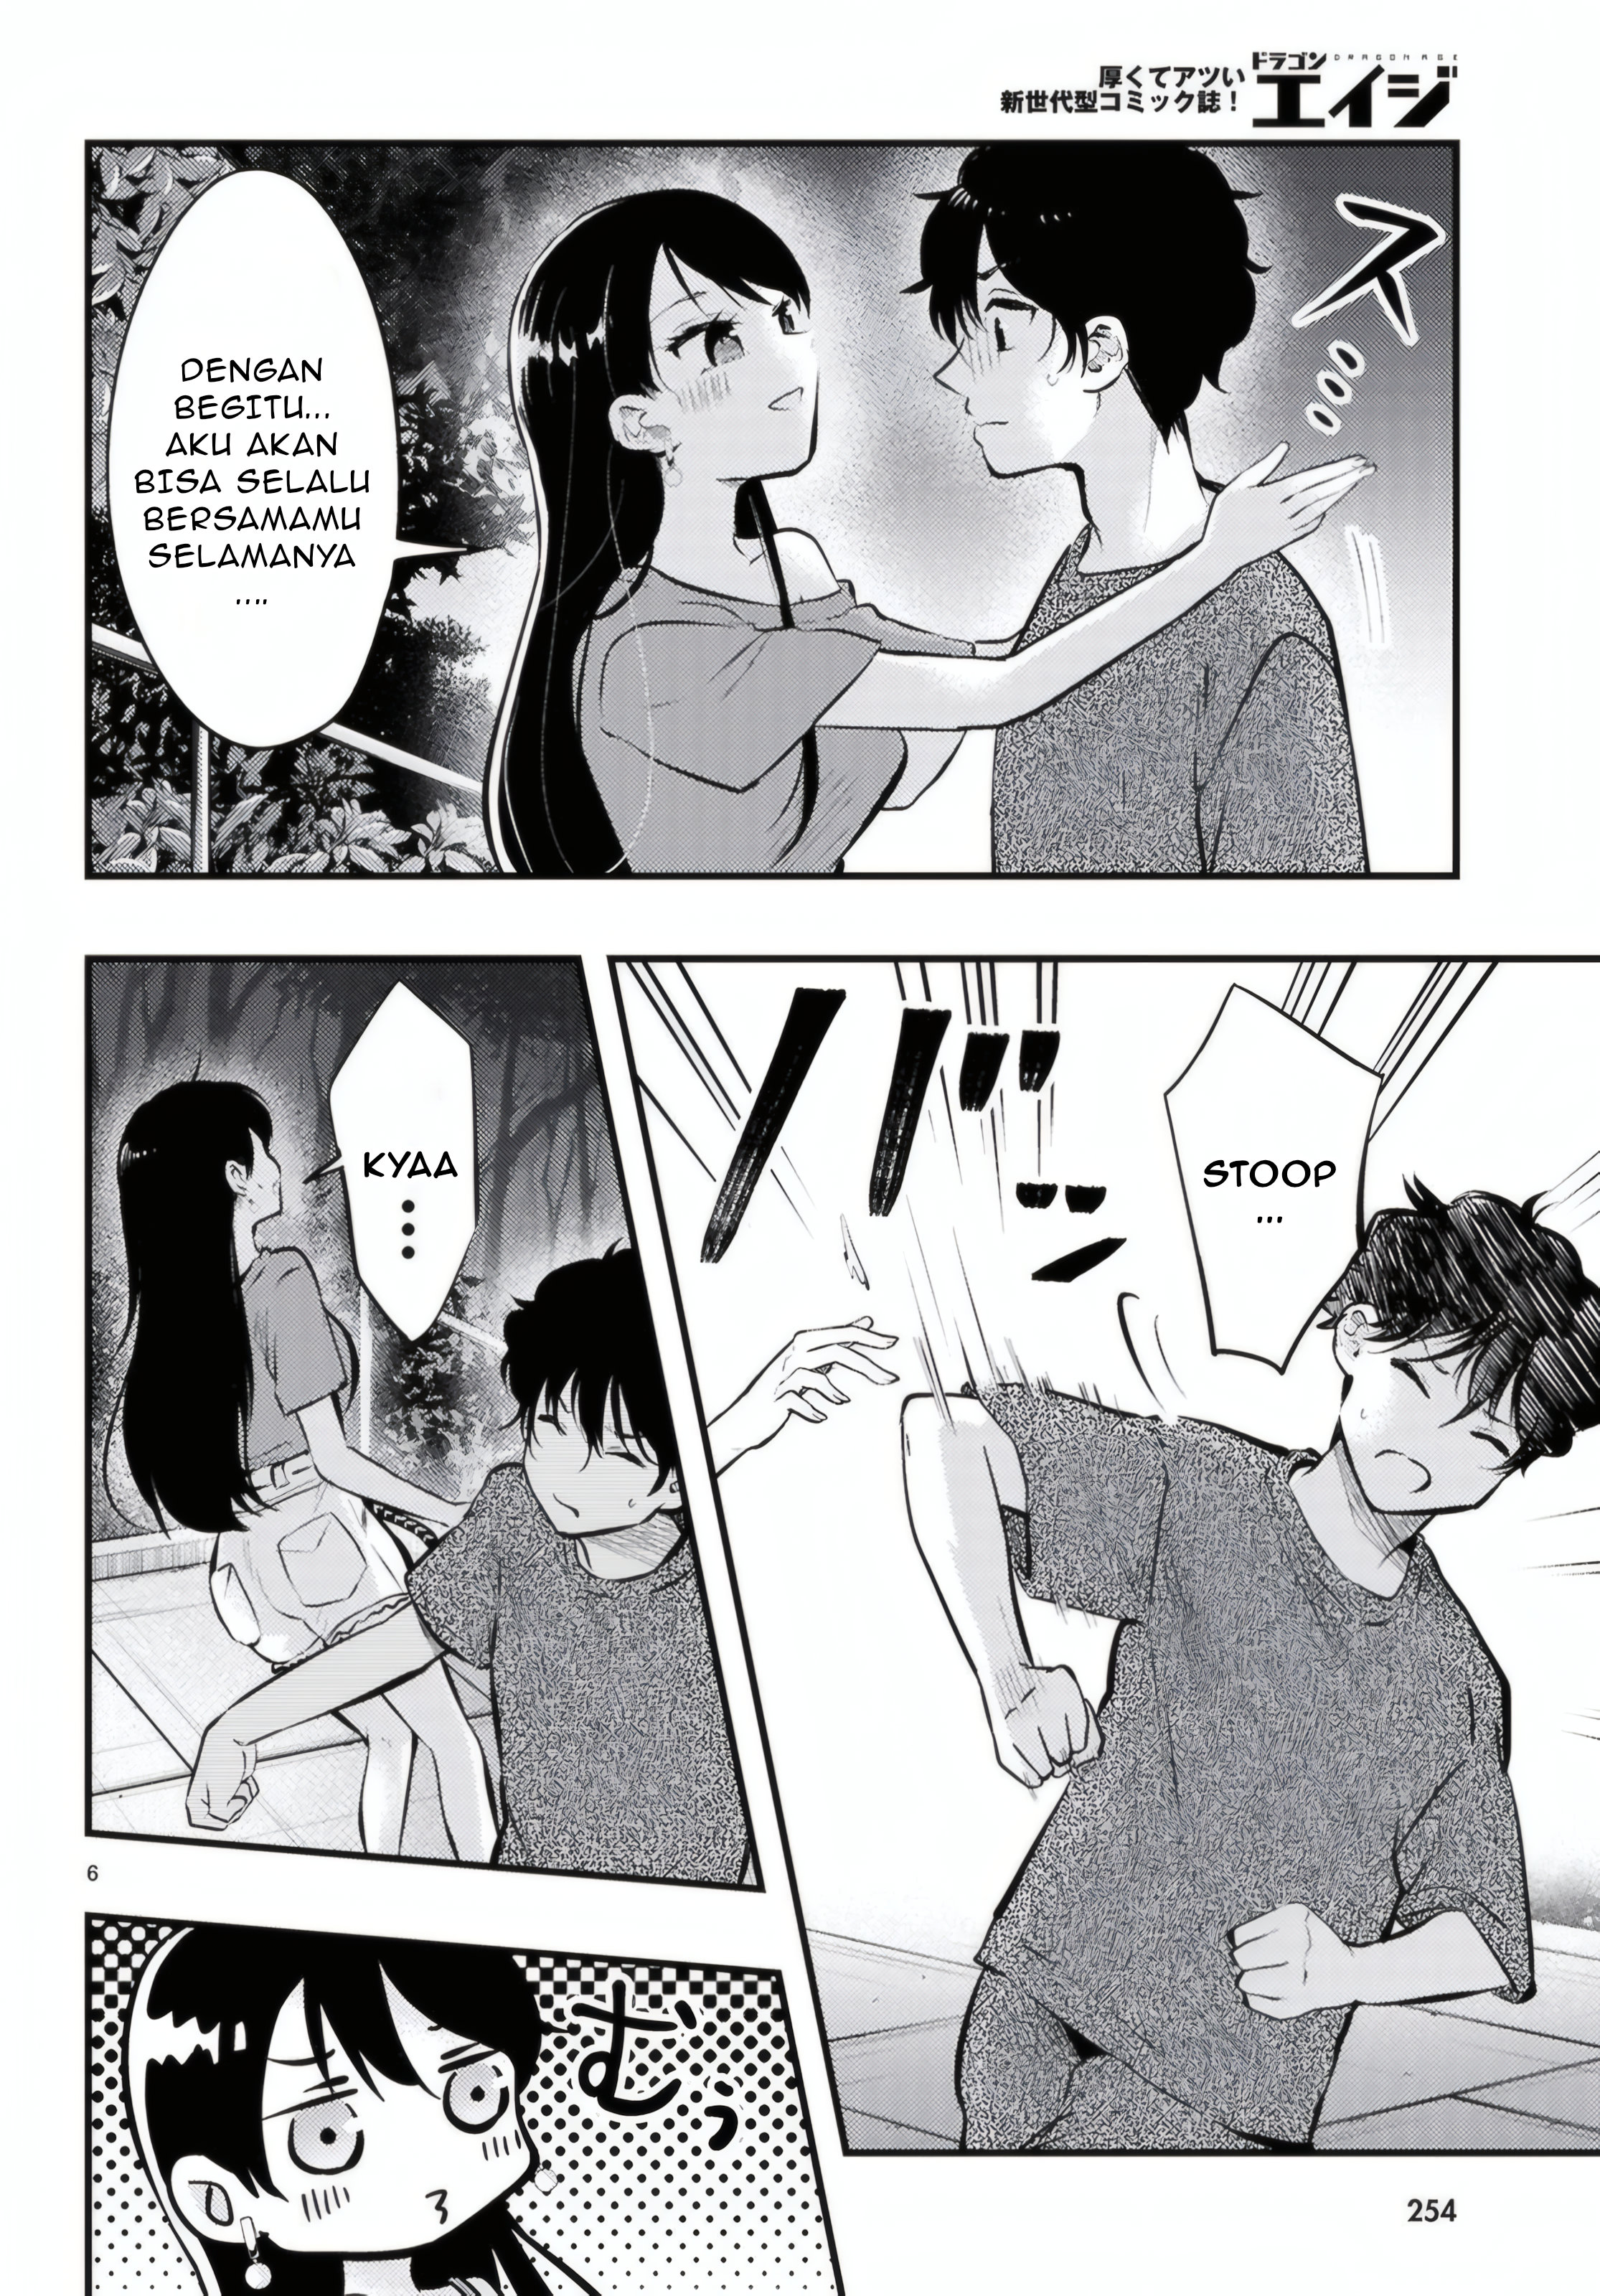 厚くてアツい
新世代型コミック誌！
ドラゴン
DRAGON AGE
エイジ
ス…
DENGAN
BEGITU...
AKU AKAN
BISA SELALU
BERSAMAMU
SELAMANYA
....
STOOP
...
ババッ
KYAA
....
6
むぅ
254